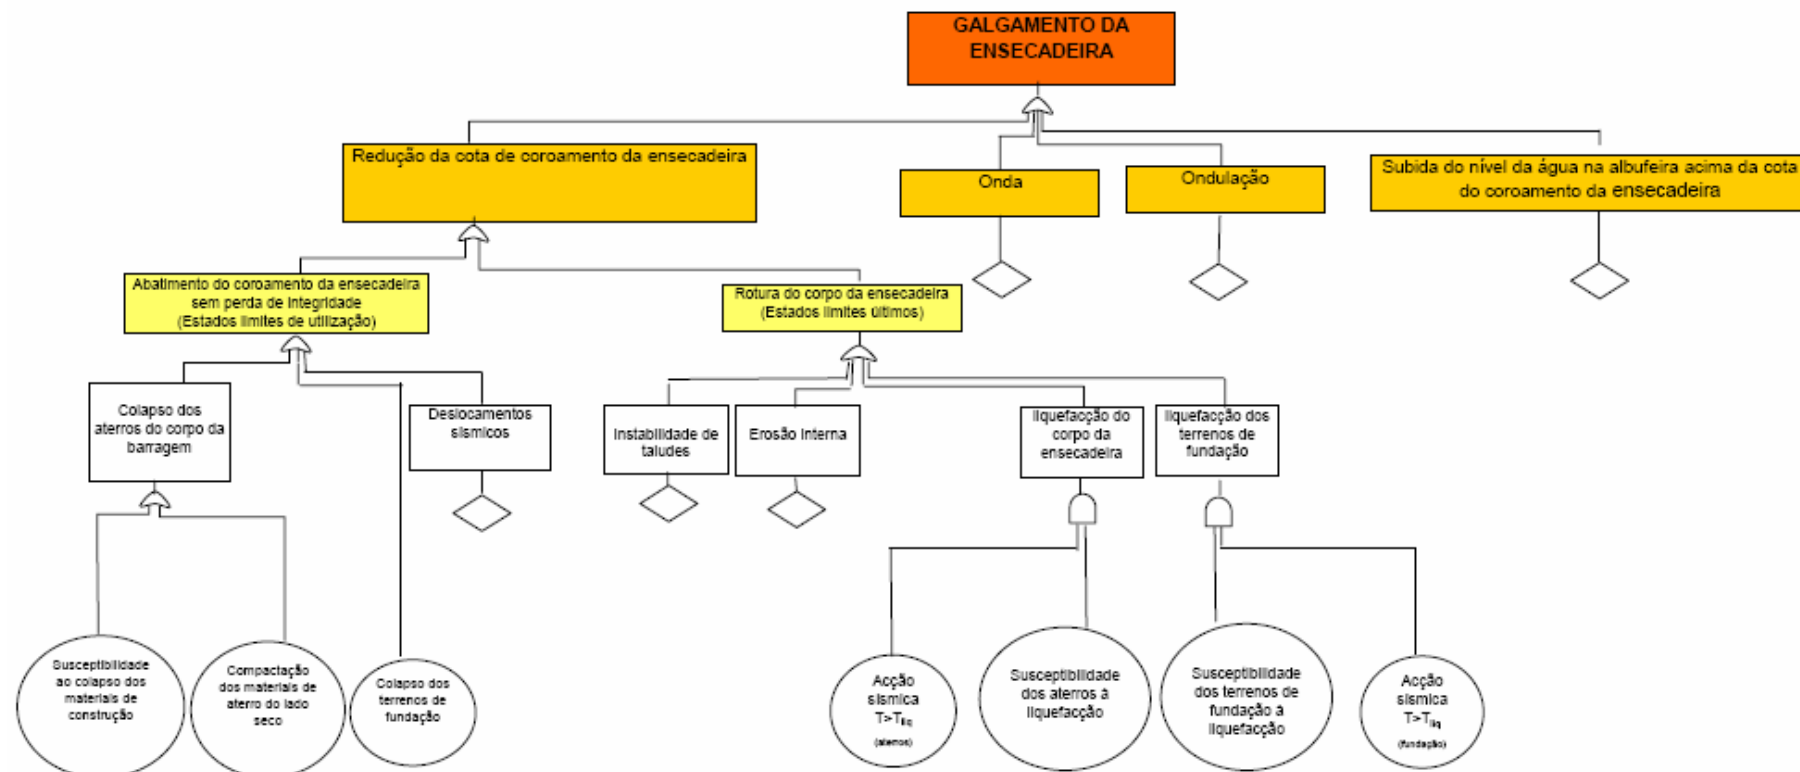 GALGAMENTO DA
ENSECADEIRA
Redução da cota de coroamento da ensecadeira
Onda
Ondulação
Subida do nível da água na albufeira acima da cota
do coroamento da ensecadeira
Abatimento do coroamento da ensecadeira
sem perda de integridade
(Estados limites de utilização)
Rotura do corpo da ensecadeira
(Estados limites últimos)
Colapso dos
aterros do corpo da
barragem
Deslocamentos
sísmicos
Instabilidade de
taludes
Erosão interna
liquefacção do
corpo da
ensecadeira
liquefacção dos
terrenos de
fundação
Susceptibilidade
ao colapso dos
materiais de
construção
Compactação
dos materiais de
aterro do lado
seco
Colapso dos
terrenos de
fundação
Acção
sísmica
T>Tliq
(aterros)
Susceptibilidade
dos aterros à
liquefacção
Susceptibilidade
dos terrenos de
fundação à
liquefacção
Acção
sísmica
T>Tliq
(fundação)